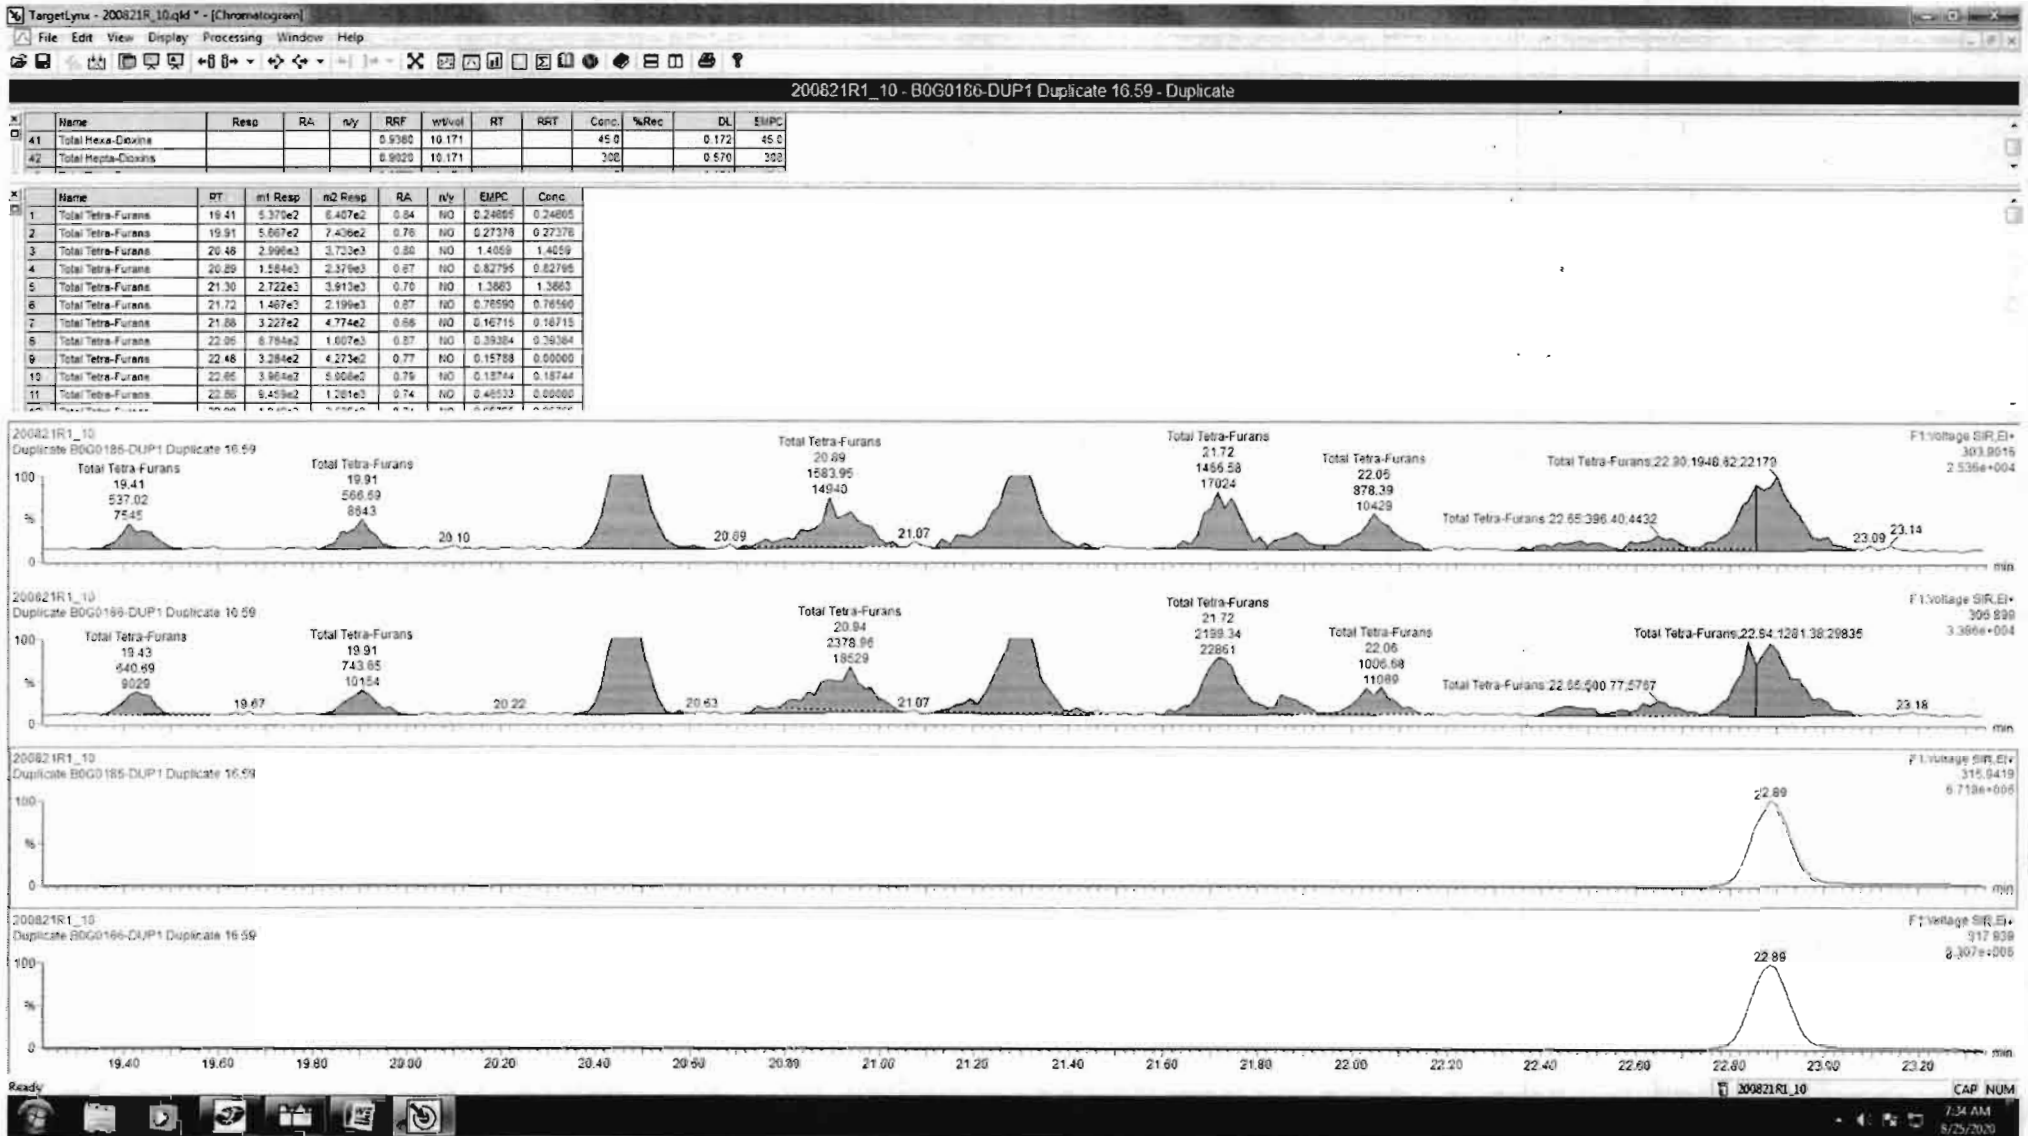 TargetLynx - 200821R_10.qld * - [Chromatogram]
File Edit View Display Processing Window Help
200821R1_10 - B0G0186-DUP1 Duplicate 16.59 - Duplicate
Name Resp RA n/y RRF wt/vol RT RRT Conc. %Rec DL EMPC
41 Total Hexa-Dioxins 0.9380 10.171 45.0 0.172 45.0
42 Total Hepta-Dioxins 0.9020 10.171 308 0.570 308
Name RT m1 Resp m2 Resp RA n/y EMPC Conc.
1 Total Tetra-Furans 19.41 5.370e2 6.407e2 0.84 NO 0.24805 0.24805
2 Total Tetra-Furans 19.91 5.667e2 7.436e2 0.76 NO 0.27376 0.27376
3 Total Tetra-Furans 20.48 2.996e3 3.733e3 0.80 NO 1.4059 1.4059
4 Total Tetra-Furans 20.89 1.584e3 2.379e3 0.67 NO 0.82795 0.82795
5 Total Tetra-Furans 21.30 2.722e3 3.913e3 0.70 NO 1.3863 1.3863
6 Total Tetra-Furans 21.72 1.467e3 2.199e3 0.67 NO 0.76590 0.76590
7 Total Tetra-Furans 21.88 3.227e2 4.774e2 0.68 NO 0.16715 0.16715
8 Total Tetra-Furans 22.05 8.784e2 1.007e3 0.87 NO 0.39384 0.39384
9 Total Tetra-Furans 22.48 3.284e2 4.273e2 0.77 NO 0.15788 0.00000
10 Total Tetra-Furans 22.65 3.964e2 5.008e2 0.79 NO 0.18744 0.18744
11 Total Tetra-Furans 22.86 9.459e2 1.281e3 0.74 NO 0.46533 0.00000
200821R1_10
Duplicate B0G0186-DUP1 Duplicate 16.59
F1:Voltage SIR,EI+
303.9016
2.536e+004
Total Tetra-Furans
19.41
537.02
7545
Total Tetra-Furans
19.91
566.69
8643
20.10
20.69
Total Tetra-Furans
20.89
1583.95
14940
21.07
Total Tetra-Furans
21.72
1466.58
17024
Total Tetra-Furans
22.05
878.39
10429
Total Tetra-Furans;22.65;396.40;4432
Total Tetra-Furans;22.90;1948.62;22179
23.09
23.14
100
%
0
min
200821R1_10
Duplicate B0G0186-DUP1 Duplicate 16.59
F1:Voltage SIR,EI+
305.899
3.386e+004
Total Tetra-Furans
19.43
640.69
9029
19.67
Total Tetra-Furans
19.91
743.65
10154
20.22
20.63
Total Tetra-Furans
20.94
2378.96
18529
21.07
Total Tetra-Furans
21.72
2199.34
22861
Total Tetra-Furans
22.06
1006.68
11089
Total Tetra-Furans;22.65;500.77;5767
Total Tetra-Furans;22.84;1281.38;29835
23.18
100
%
0
min
200821R1_10
Duplicate B0G0186-DUP1 Duplicate 16.59
F1:Voltage SIR,EI+
315.9419
6.718e+006
22.89
100
%
0
min
200821R1_10
Duplicate B0G0186-DUP1 Duplicate 16.59
F1:Voltage SIR,EI+
317.939
8.307e+006
22.89
100
%
0
min
19.40 19.60 19.80 20.00 20.20 20.40 20.60 20.80 21.00 21.20 21.40 21.60 21.80 22.00 22.20 22.40 22.60 22.80 23.00 23.20
Ready
200821R1_10 CAP NUM
7:34 AM
8/25/2020